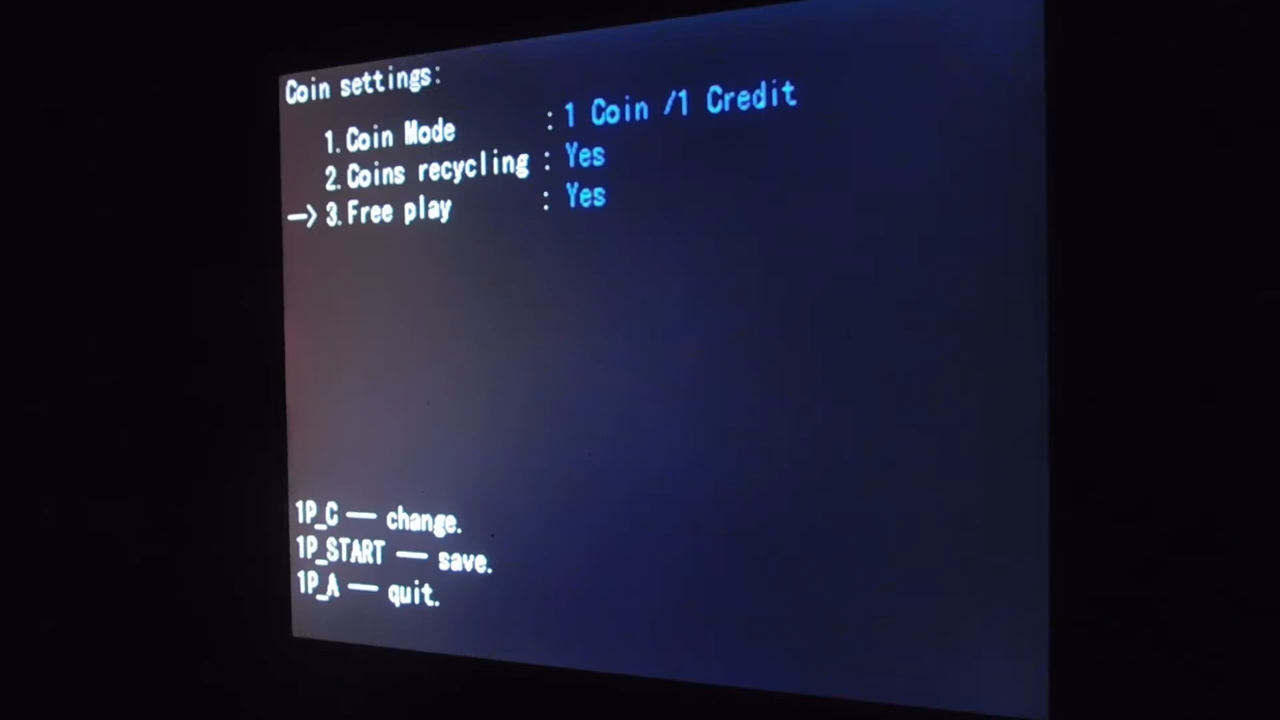 Coin settings:
1. Coin Mode : 1 Coin /1 Credit
2. Coins recycling : Yes
—> 3. Free play : Yes
1P_C — change.
1P_START — save.
1P_A — quit.